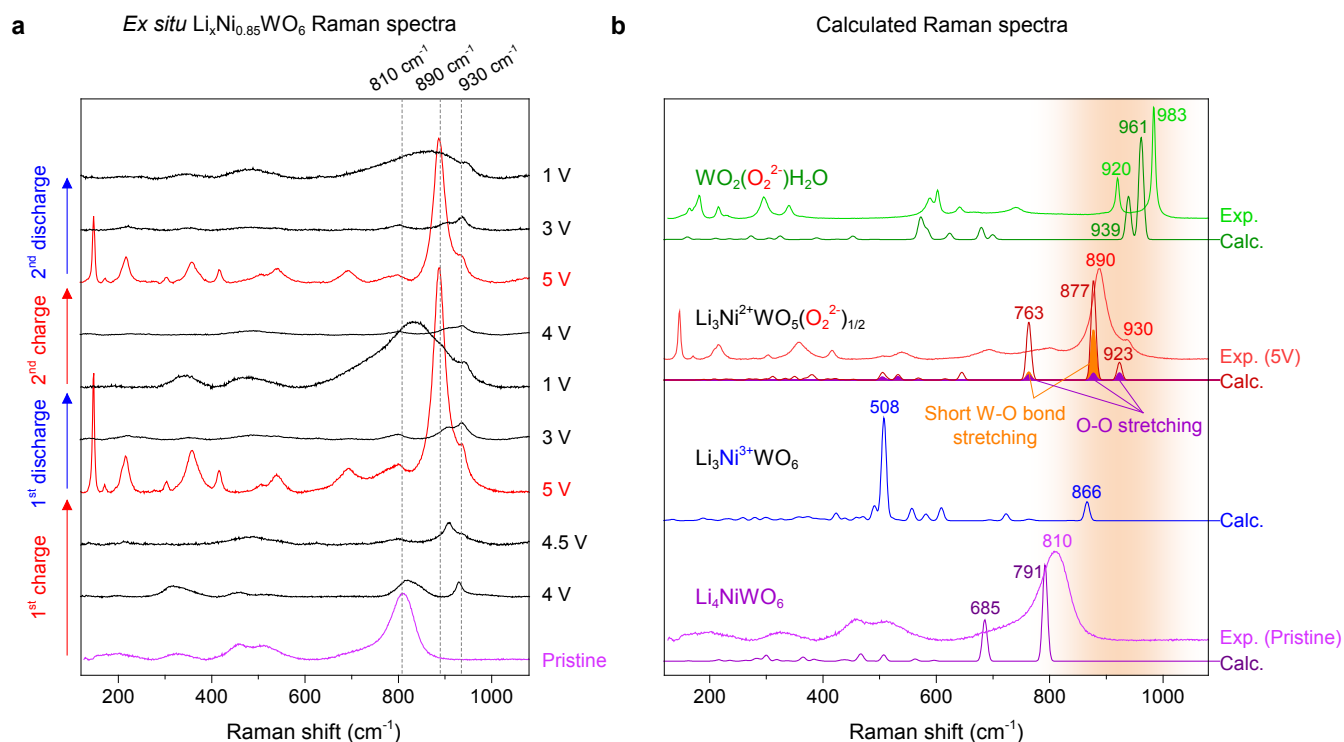 a
Ex situ LiₓNi₀.₈₅WO₆ Raman spectra
810 cm⁻¹
890 cm⁻¹
930 cm⁻¹
1 V
3 V
5 V
4 V
1 V
3 V
5 V
4.5 V
4 V
Pristine
2ⁿᵈ discharge
2ⁿᵈ charge
1ˢᵗ discharge
1ˢᵗ charge
200 400 600 800 1000
Raman shift (cm⁻¹)
b
Calculated Raman spectra
983
961
920
WO₂(O₂²⁻)H₂O
Exp.
939
Calc.
890
877
763
Li₃Ni²⁺WO₅(O₂²⁻)₁/₂
930
923
Exp. (5V)
Calc.
Short W-O bond
stretching
O-O stretching
508
Li₃Ni³⁺WO₆
866
Calc.
810
791
Li₄NiWO₆
685
Exp. (Pristine)
Calc.
200 400 600 800 1000
Raman shift (cm⁻¹)